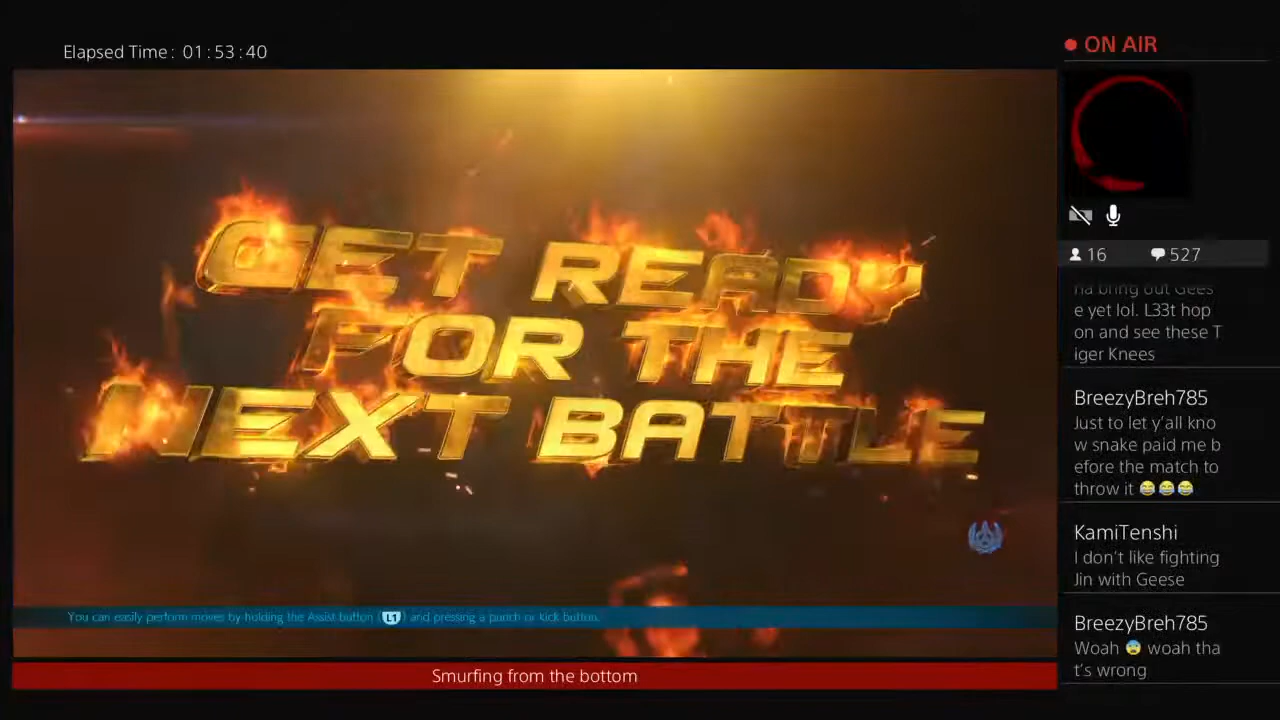 Elapsed Time: 01:53:40
ON AIR
GET READY
FOR THE
NEXT BATTLE
You can easily perform moves by holding the Assist button (L1) and pressing a punch or kick button.
Smurfing from the bottom
16 527
na bring out Gees
e yet lol. L33t hop
on and see these T
iger Knees
BreezyBreh785
Just to let y’all kno
w snake paid me b
efore the match to
throw it 😂😂😂
KamiTenshi
I don’t like fighting
Jin with Geese
BreezyBreh785
Woah 😨 woah tha
t’s wrong